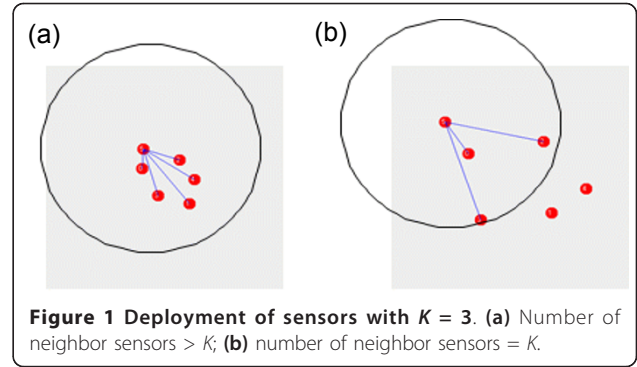 (a)
(b)
Figure 1 Deployment of sensors with K = 3. (a) Number of
neighbor sensors > K; (b) number of neighbor sensors = K.